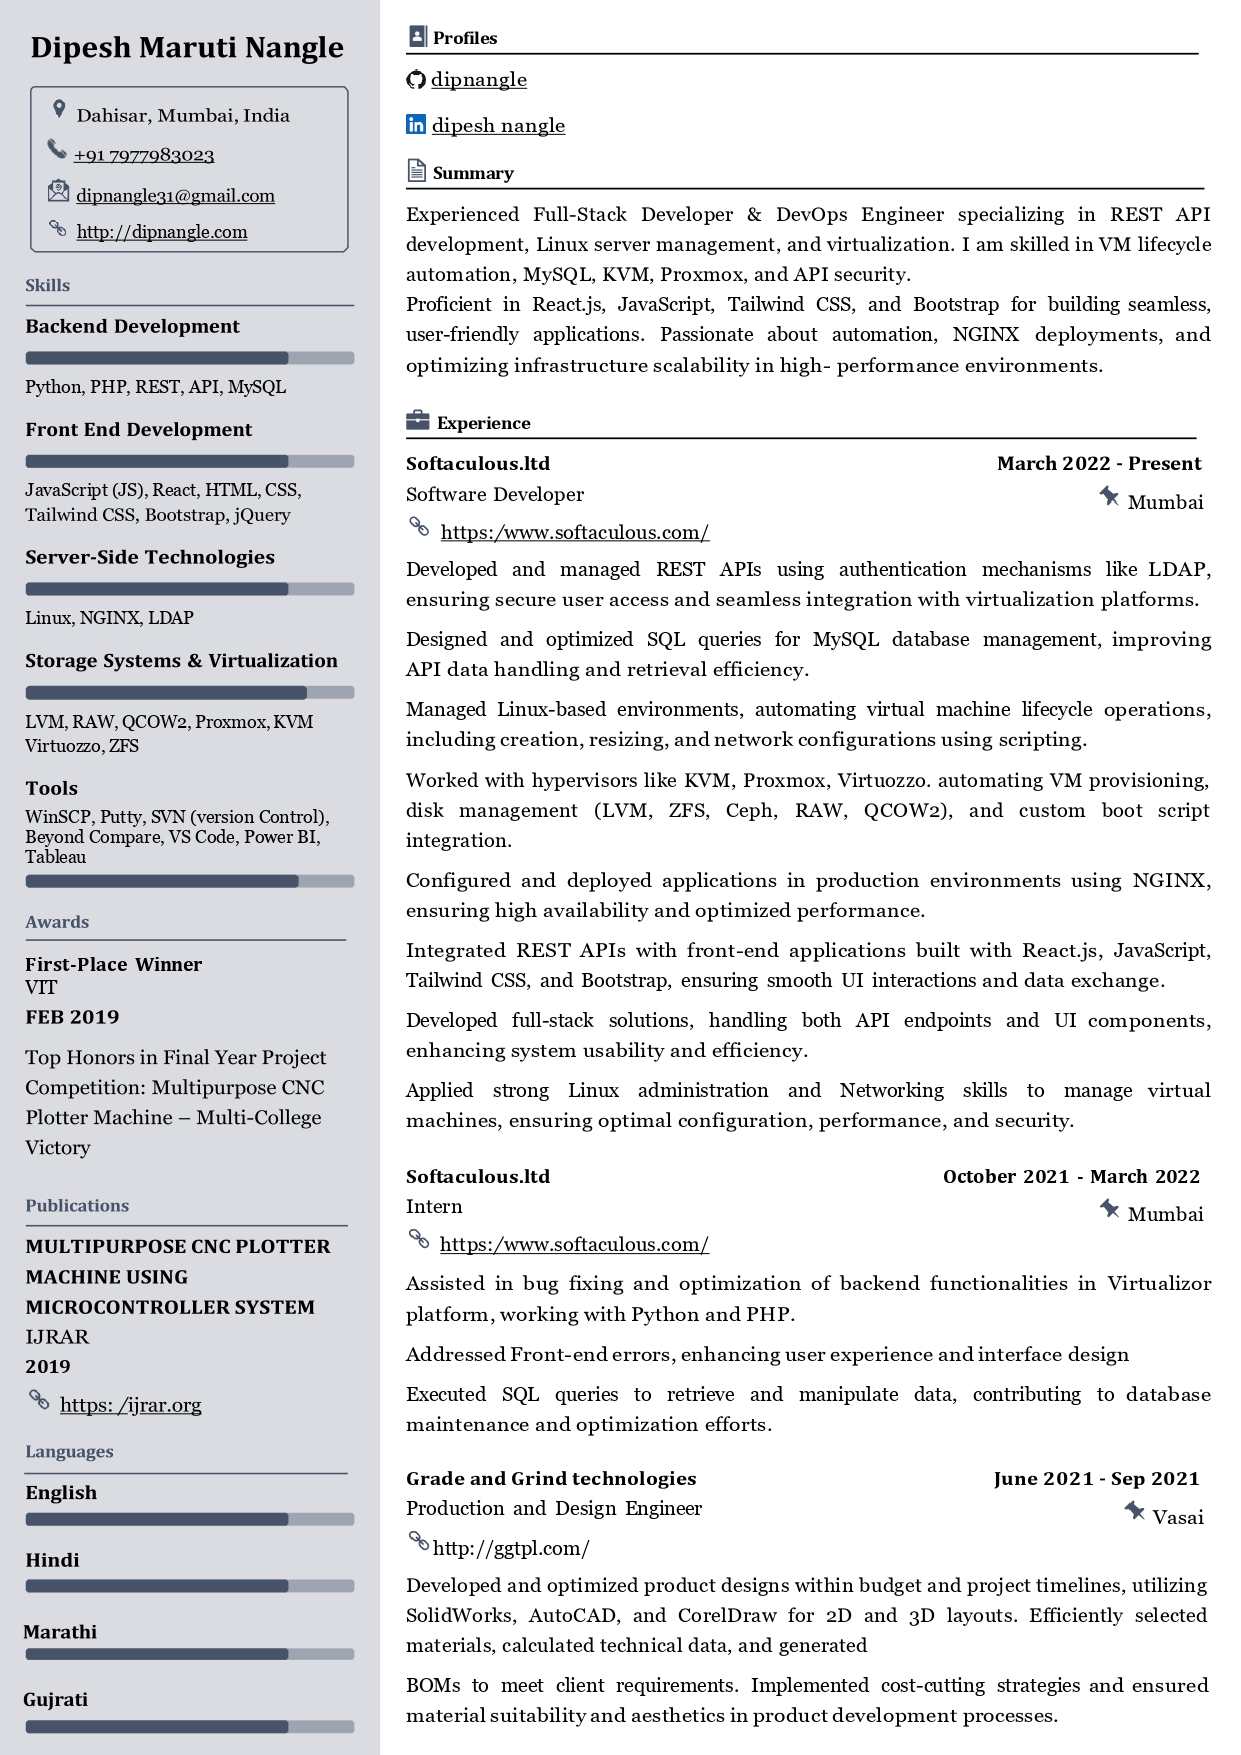 Dipesh Maruti Nangle
Dahisar, Mumbai, India
+91 7977983023
dipnangle31@gmail.com
http://dipnangle.com
Skills
Backend Development
Python, PHP, REST, API, MySQL
Front End Development
JavaScript (JS), React, HTML, CSS,
Tailwind CSS, Bootstrap, jQuery
Server-Side Technologies
Linux, NGINX, LDAP
Storage Systems & Virtualization
LVM, RAW, QCOW2, Proxmox, KVM
Virtuozzo, ZFS
Tools
WinSCP, Putty, SVN (version Control),
Beyond Compare, VS Code, Power BI,
Tableau
Awards
First-Place Winner
VIT
FEB 2019
Top Honors in Final Year Project
Competition: Multipurpose CNC
Plotter Machine – Multi-College
Victory
Publications
MULTIPURPOSE CNC PLOTTER
MACHINE USING
MICROCONTROLLER SYSTEM
IJRAR
2019
https: /ijrar.org
Languages
English
Hindi
Marathi
Gujrati
Profiles
dipnangle
in dipesh nangle
Summary
Experienced Full-Stack Developer & DevOps Engineer specializing in REST API
development, Linux server management, and virtualization. I am skilled in VM lifecycle
automation, MySQL, KVM, Proxmox, and API security.
Proficient in React.js, JavaScript, Tailwind CSS, and Bootstrap for building seamless,
user-friendly applications. Passionate about automation, NGINX deployments, and
optimizing infrastructure scalability in high- performance environments.
Experience
Softaculous.ltd March 2022 - Present
Software Developer Mumbai
https:/www.softaculous.com/
Developed and managed REST APIs using authentication mechanisms like LDAP,
ensuring secure user access and seamless integration with virtualization platforms.
Designed and optimized SQL queries for MySQL database management, improving
API data handling and retrieval efficiency.
Managed Linux-based environments, automating virtual machine lifecycle operations,
including creation, resizing, and network configurations using scripting.
Worked with hypervisors like KVM, Proxmox, Virtuozzo. automating VM provisioning,
disk management (LVM, ZFS, Ceph, RAW, QCOW2), and custom boot script
integration.
Configured and deployed applications in production environments using NGINX,
ensuring high availability and optimized performance.
Integrated REST APIs with front-end applications built with React.js, JavaScript,
Tailwind CSS, and Bootstrap, ensuring smooth UI interactions and data exchange.
Developed full-stack solutions, handling both API endpoints and UI components,
enhancing system usability and efficiency.
Applied strong Linux administration and Networking skills to manage virtual
machines, ensuring optimal configuration, performance, and security.
Softaculous.ltd October 2021 - March 2022
Intern Mumbai
https:/www.softaculous.com/
Assisted in bug fixing and optimization of backend functionalities in Virtualizor
platform, working with Python and PHP.
Addressed Front-end errors, enhancing user experience and interface design
Executed SQL queries to retrieve and manipulate data, contributing to database
maintenance and optimization efforts.
Grade and Grind technologies June 2021 - Sep 2021
Production and Design Engineer Vasai
http://ggtpl.com/
Developed and optimized product designs within budget and project timelines, utilizing
SolidWorks, AutoCAD, and CorelDraw for 2D and 3D layouts. Efficiently selected
materials, calculated technical data, and generated
BOMs to meet client requirements. Implemented cost-cutting strategies and ensured
material suitability and aesthetics in product development processes.